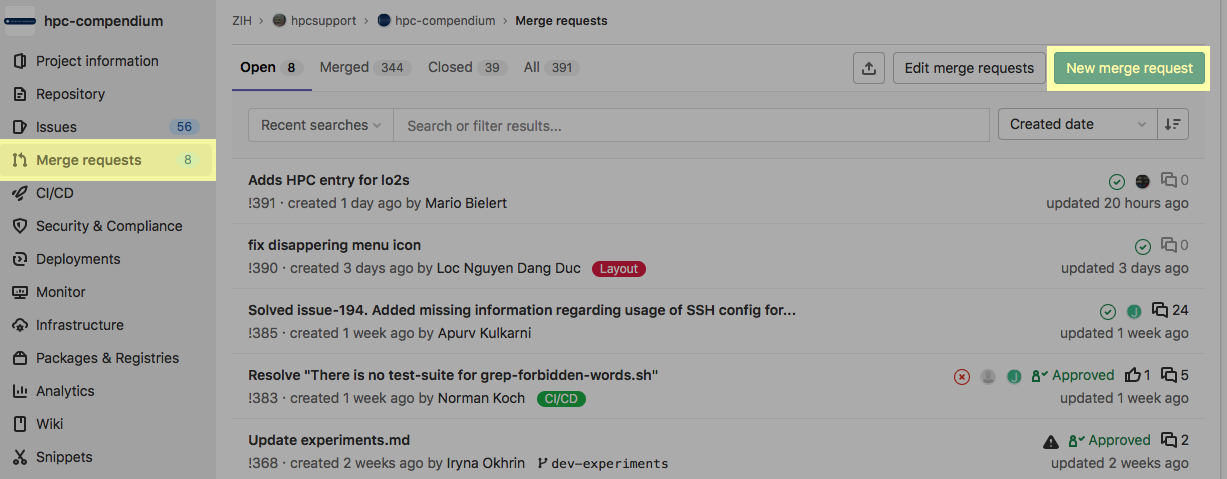 hpc-compendium
ZIH › hpcsupport › hpc-compendium › Merge requests
Project information
Repository
Issues 56
Merge requests 8
CI/CD
Security & Compliance
Deployments
Monitor
Infrastructure
Packages & Registries
Analytics
Wiki
Snippets
Open 8 Merged 344 Closed 39 All 391
Edit merge requests
New merge request
Recent searches
Search or filter results...
Created date
Adds HPC entry for lo2s
0
!391 · created 1 day ago by Mario Bielert
updated 20 hours ago
fix disappering menu icon
0
!390 · created 3 days ago by Loc Nguyen Dang Duc Layout
updated 3 days ago
Solved issue-194. Added missing information regarding usage of SSH config for...
J 24
!385 · created 1 week ago by Apurv Kulkarni
updated 1 week ago
Resolve "There is no test-suite for grep-forbidden-words.sh"
J Approved 1 5
!383 · created 1 week ago by Norman Koch CI/CD
updated 1 week ago
Update experiments.md
Approved 2
!368 · created 2 weeks ago by Iryna Okhrin dev-experiments
updated 2 weeks ago